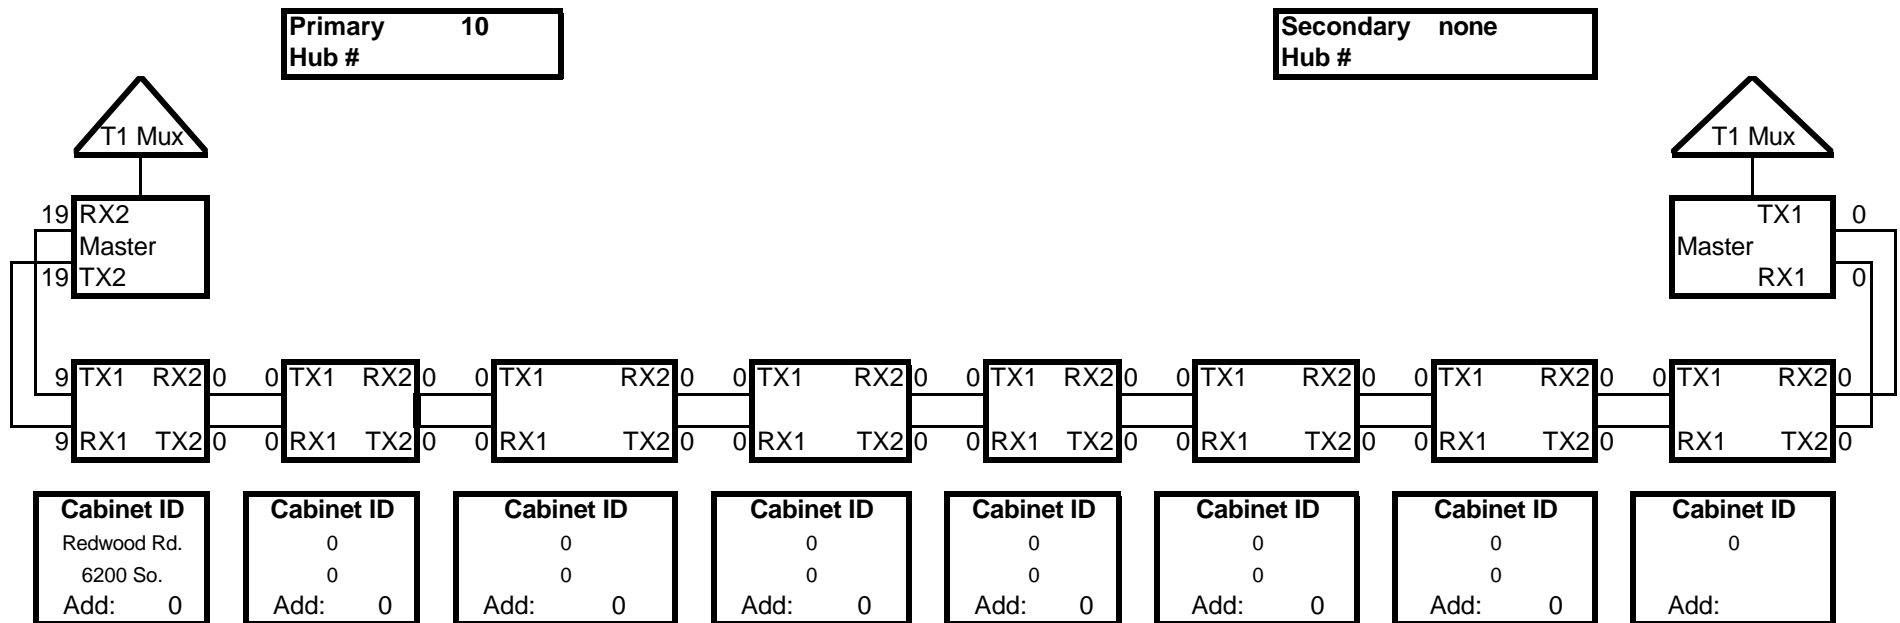 Primary 10
Hub #
Secondary none
Hub #
T1 Mux
T1 Mux
19 RX2
Master
19 TX2
TX1 0
Master
RX1 0
9 TX1 RX2 0 0 TX1 RX2 0 0 TX1 RX2 0 0 TX1 RX2 0 0 TX1 RX2 0 0 TX1 RX2 0 0 TX1 RX2 0 0 TX1 RX2 0
9 RX1 TX2 0 0 RX1 TX2 0 0 RX1 TX2 0 0 RX1 TX2 0 0 RX1 TX2 0 0 RX1 TX2 0 0 RX1 TX2 0 0 RX1 TX2 0
Cabinet ID
Redwood Rd.
6200 So.
Add: 0
Cabinet ID
0
0
Add: 0
Cabinet ID
0
0
Add: 0
Cabinet ID
0
0
Add: 0
Cabinet ID
0
0
Add: 0
Cabinet ID
0
0
Add: 0
Cabinet ID
0
0
Add: 0
Cabinet ID
0
Add: